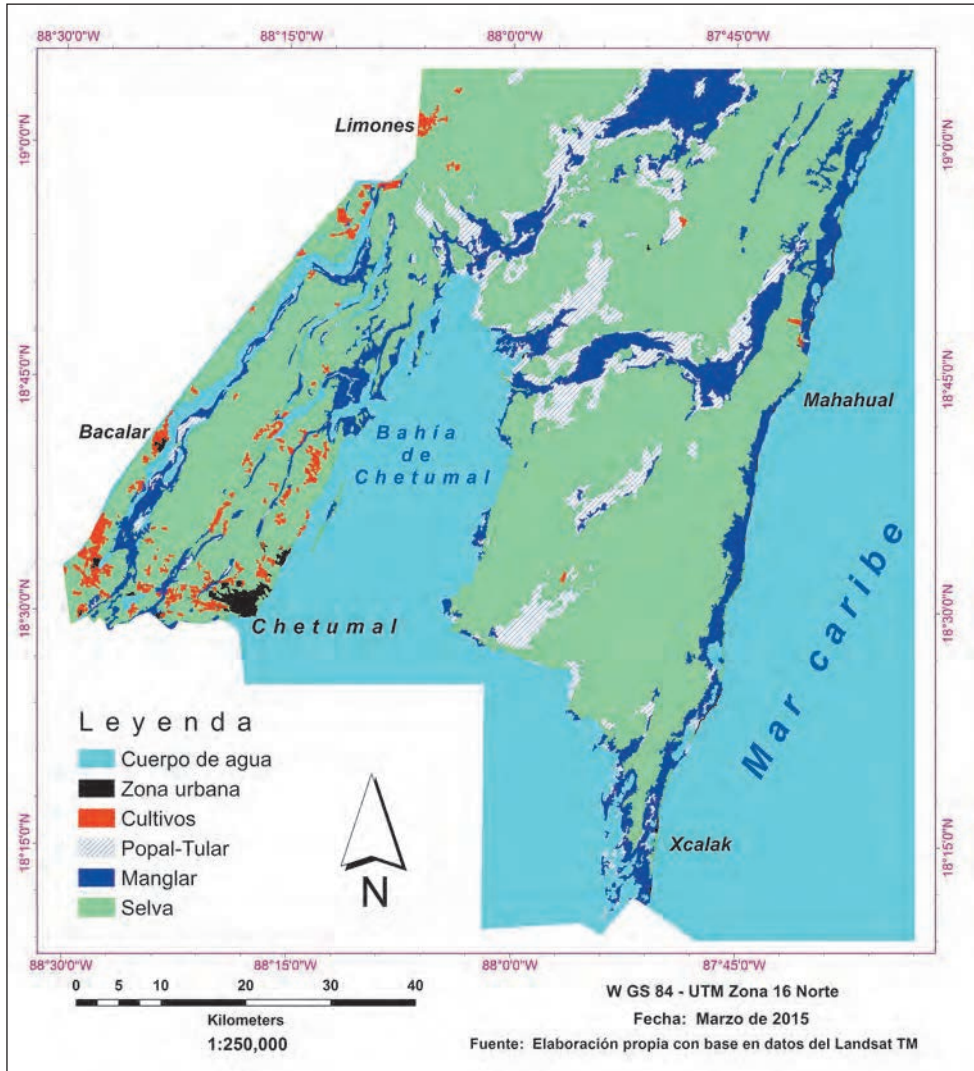 88°30'0"W 88°15'0"W 88°0'0"W 87°45'0"W
Limones
19°0'0"N 19°0'0"N
18°45'0"N 18°45'0"N
Mahahual
Bacalar
Bahía
de
Chetumal
Mar caribe
18°30'0"N 18°30'0"N
Chetumal
Leyenda
Cuerpo de agua
Zona urbana
Cultivos
Popal-Tular
Manglar
Selva
N
Xcalak
18°15'0"N 18°15'0"N
88°30'0"W 88°15'0"W 88°0'0"W 87°45'0"W
0 5 10 20 30 40
Kilometers
1:250,000
W GS 84 - UTM Zona 16 Norte
Fecha: Marzo de 2015
Fuente: Elaboración propia con base en datos del Landsat TM